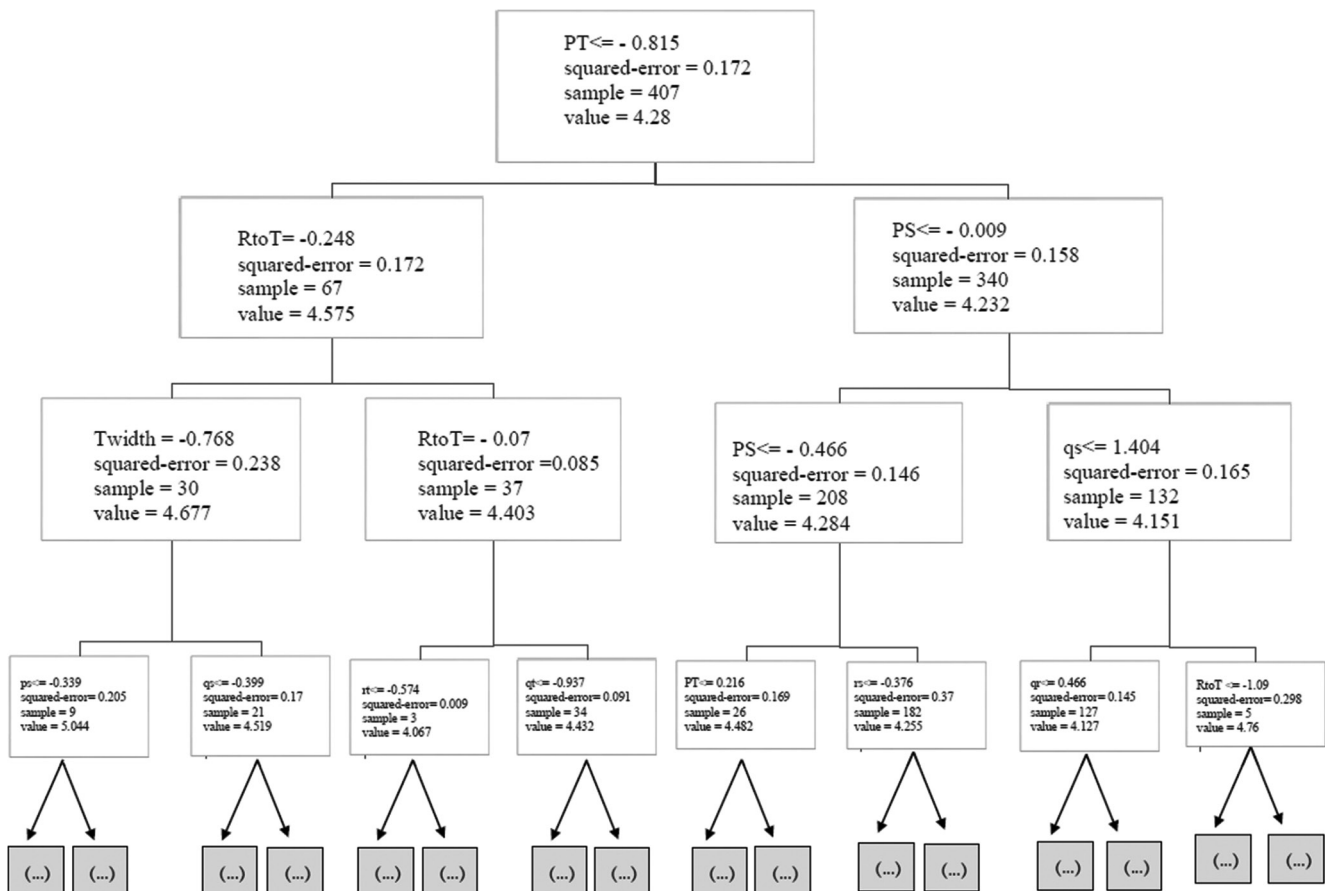 PT<= - 0.815
squared-error = 0.172
sample = 407
value = 4.28
RtoT= -0.248
squared-error = 0.172
sample = 67
value = 4.575
PS<= - 0.009
squared-error = 0.158
sample = 340
value = 4.232
Twidth = -0.768
squared-error = 0.238
sample = 30
value = 4.677
RtoT= - 0.07
squared-error =0.085
sample = 37
value = 4.403
PS<= - 0.466
squared-error = 0.146
sample = 208
value = 4.284
qs<= 1.404
squared-error = 0.165
sample = 132
value = 4.151
ps<= -0.339
squared-error= 0.205
sample = 9
value = 5.044
qs<= -0.399
squared-error= 0.17
sample = 21
value = 4.519
rt<= -0.574
squared-error= 0.009
sample = 3
value = 4.067
qt<= -0.937
squared-error= 0.091
sample = 34
value = 4.432
PT<= 0.216
squared-error= 0.169
sample = 26
value = 4.482
rs<= -0.376
squared-error= 0.37
sample = 182
value = 4.255
qr<= 0.466
squared-error= 0.145
sample = 127
value = 4.127
RtoT <= -1.09
squared-error= 0.298
sample = 5
value = 4.76
(...) (...) (...) (...) (...) (...) (...) (...) (...) (...) (...) (...) (...) (...) (...) (...)